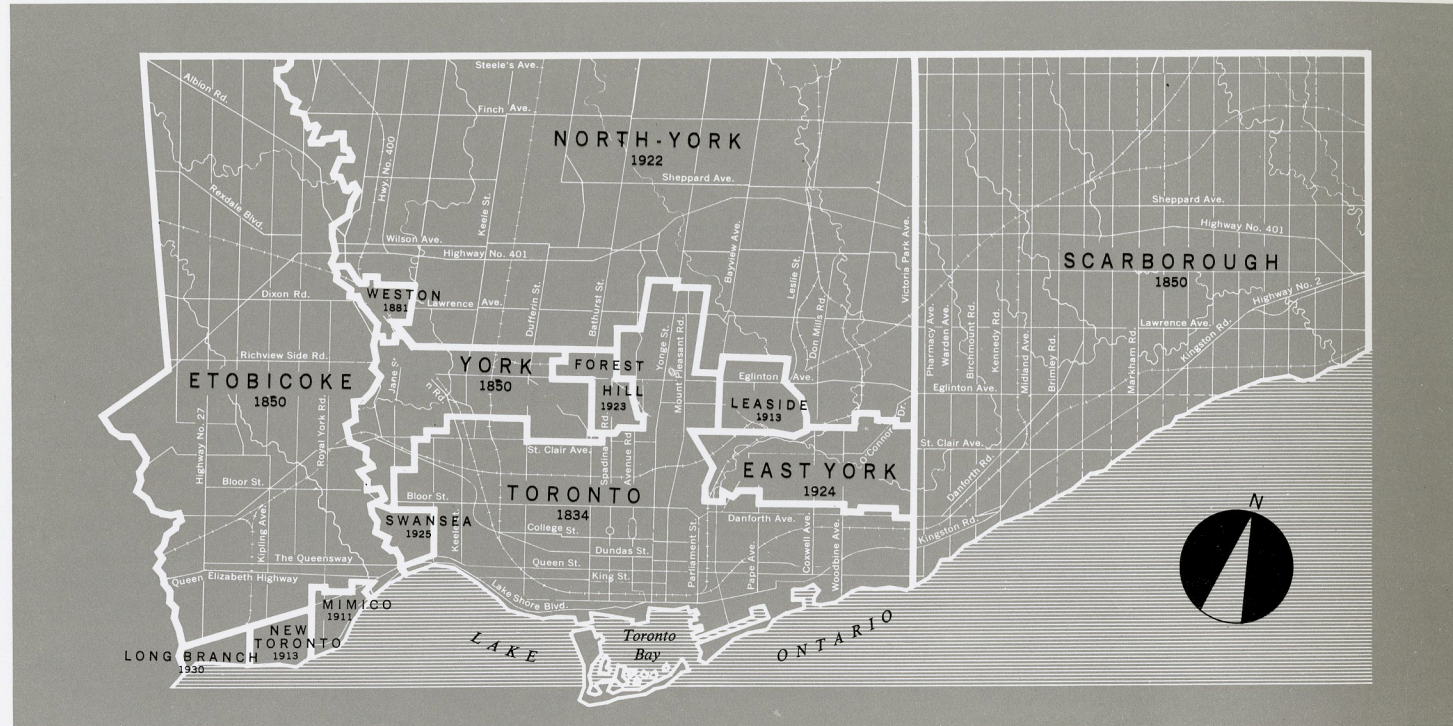 Steele's Ave.
Albion Rd.
Finch Ave.
NORTH-YORK
1922
Hwy. No. 400
Sheppard Ave.
Rexdale Blvd.
Keele St.
Sheppard Ave.
Wilson Ave.
Highway No. 401
Highway No. 401
Bayview Ave.
Leslie St.
Victoria Park Ave.
SCARBOROUGH
1850
WESTON
1881
Dixon Rd.
Lawrence Ave.
Dufferin St.
Bathurst St.
Don Mills Rd.
Highway No. 2
Lawrence Ave.
Kingston Rd.
Pharmacy Ave.
Warden Ave.
Birchmount Rd.
Kennedy Rd.
Midland Ave.
Brimley Rd.
Markham Rd.
Richview Side Rd.
ETOBICOKE
1850
YORK
1850
Jane S
n Rd.
FOREST
HILL
1923
Yonge St.
Mount Pleasant Rd.
Eglinton Ave.
LEASIDE
1913
Eglinton Ave.
Highway No. 27
Royal York Rd.
St. Clair Ave.
Spadina Rd.
Avenue Rd.
O'Connor Dr.
St. Clair Ave.
Danforth Rd.
EAST YORK
1924
Bloor St.
Bloor St.
TORONTO
1834
SWANSEA
1925
Keele St.
College St.
Danforth Ave.
Kingston Rd.
Kipling Ave.
The Queensway
Dundas St.
Queen St.
King St.
Parliament St.
Pape Ave.
Coxwell Ave.
Woodbine Ave.
Queen Elizabeth Highway
Lake Shore Blvd.
MIMICO
1911
NEW
TORONTO
1913
LONG BRANCH
1930
LAKE
Toronto
Bay
ONTARIO
N